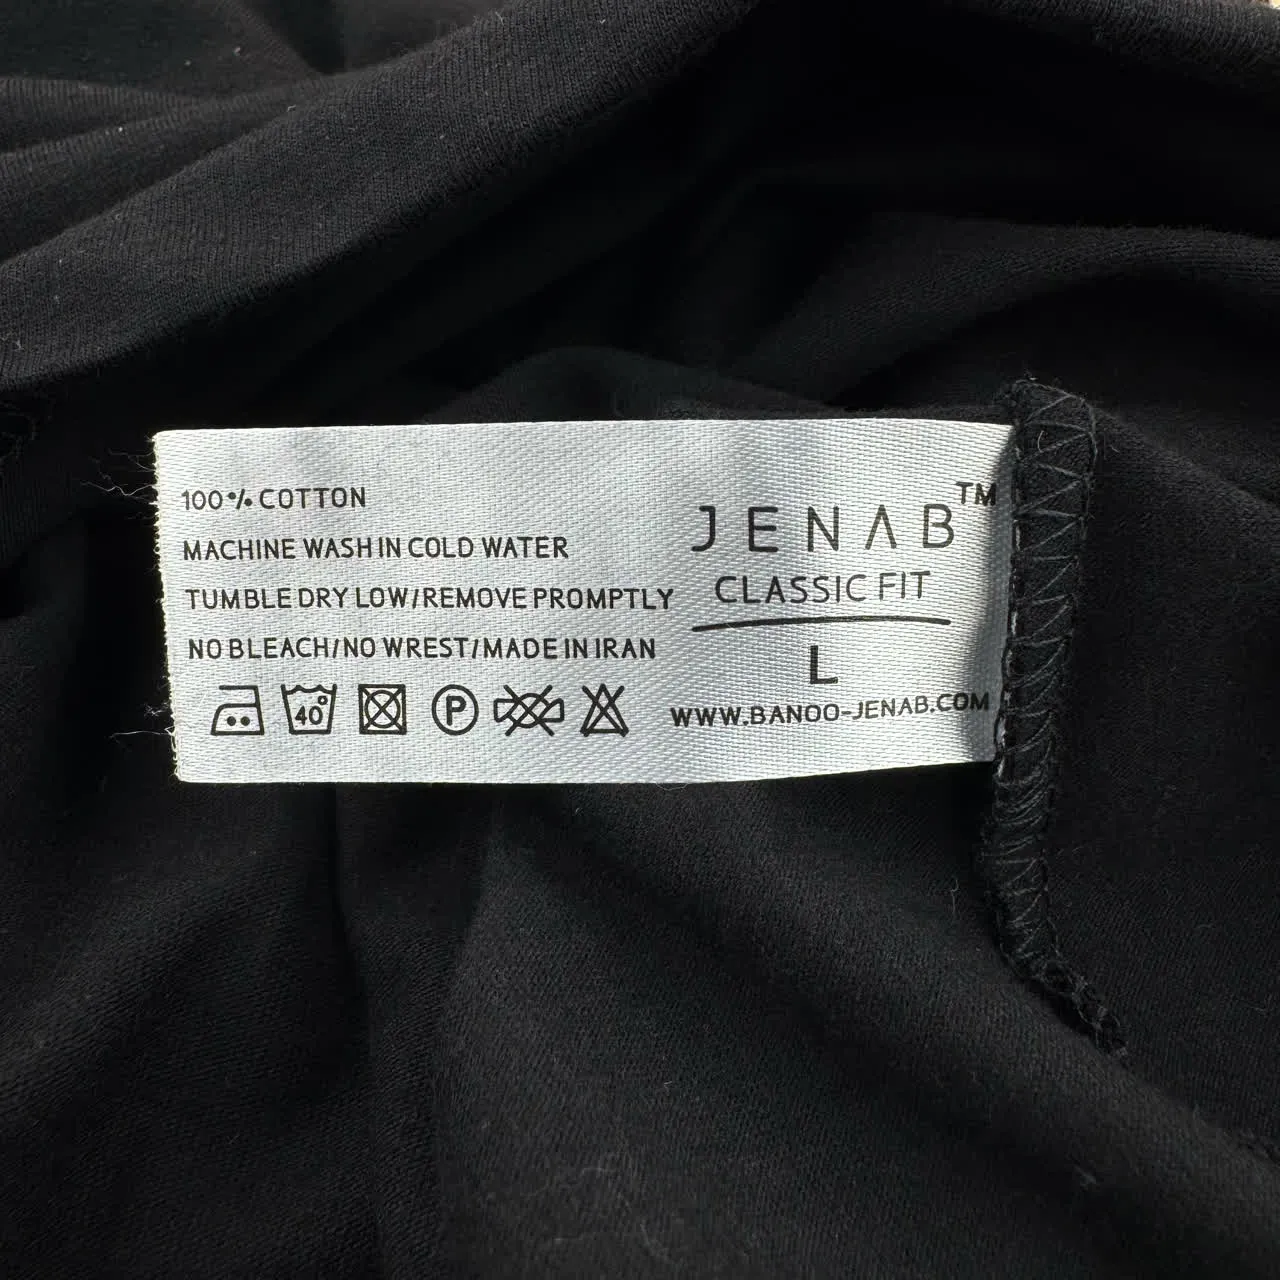 100% COTTON
MACHINE WASH IN COLD WATER
TUMBLE DRY LOW/REMOVE PROMPTLY
NO BLEACH/NO WREST/MADE IN IRAN
40°
P
JENAB™
CLASSIC FIT
L
WWW.BANOO-JENAB.COM